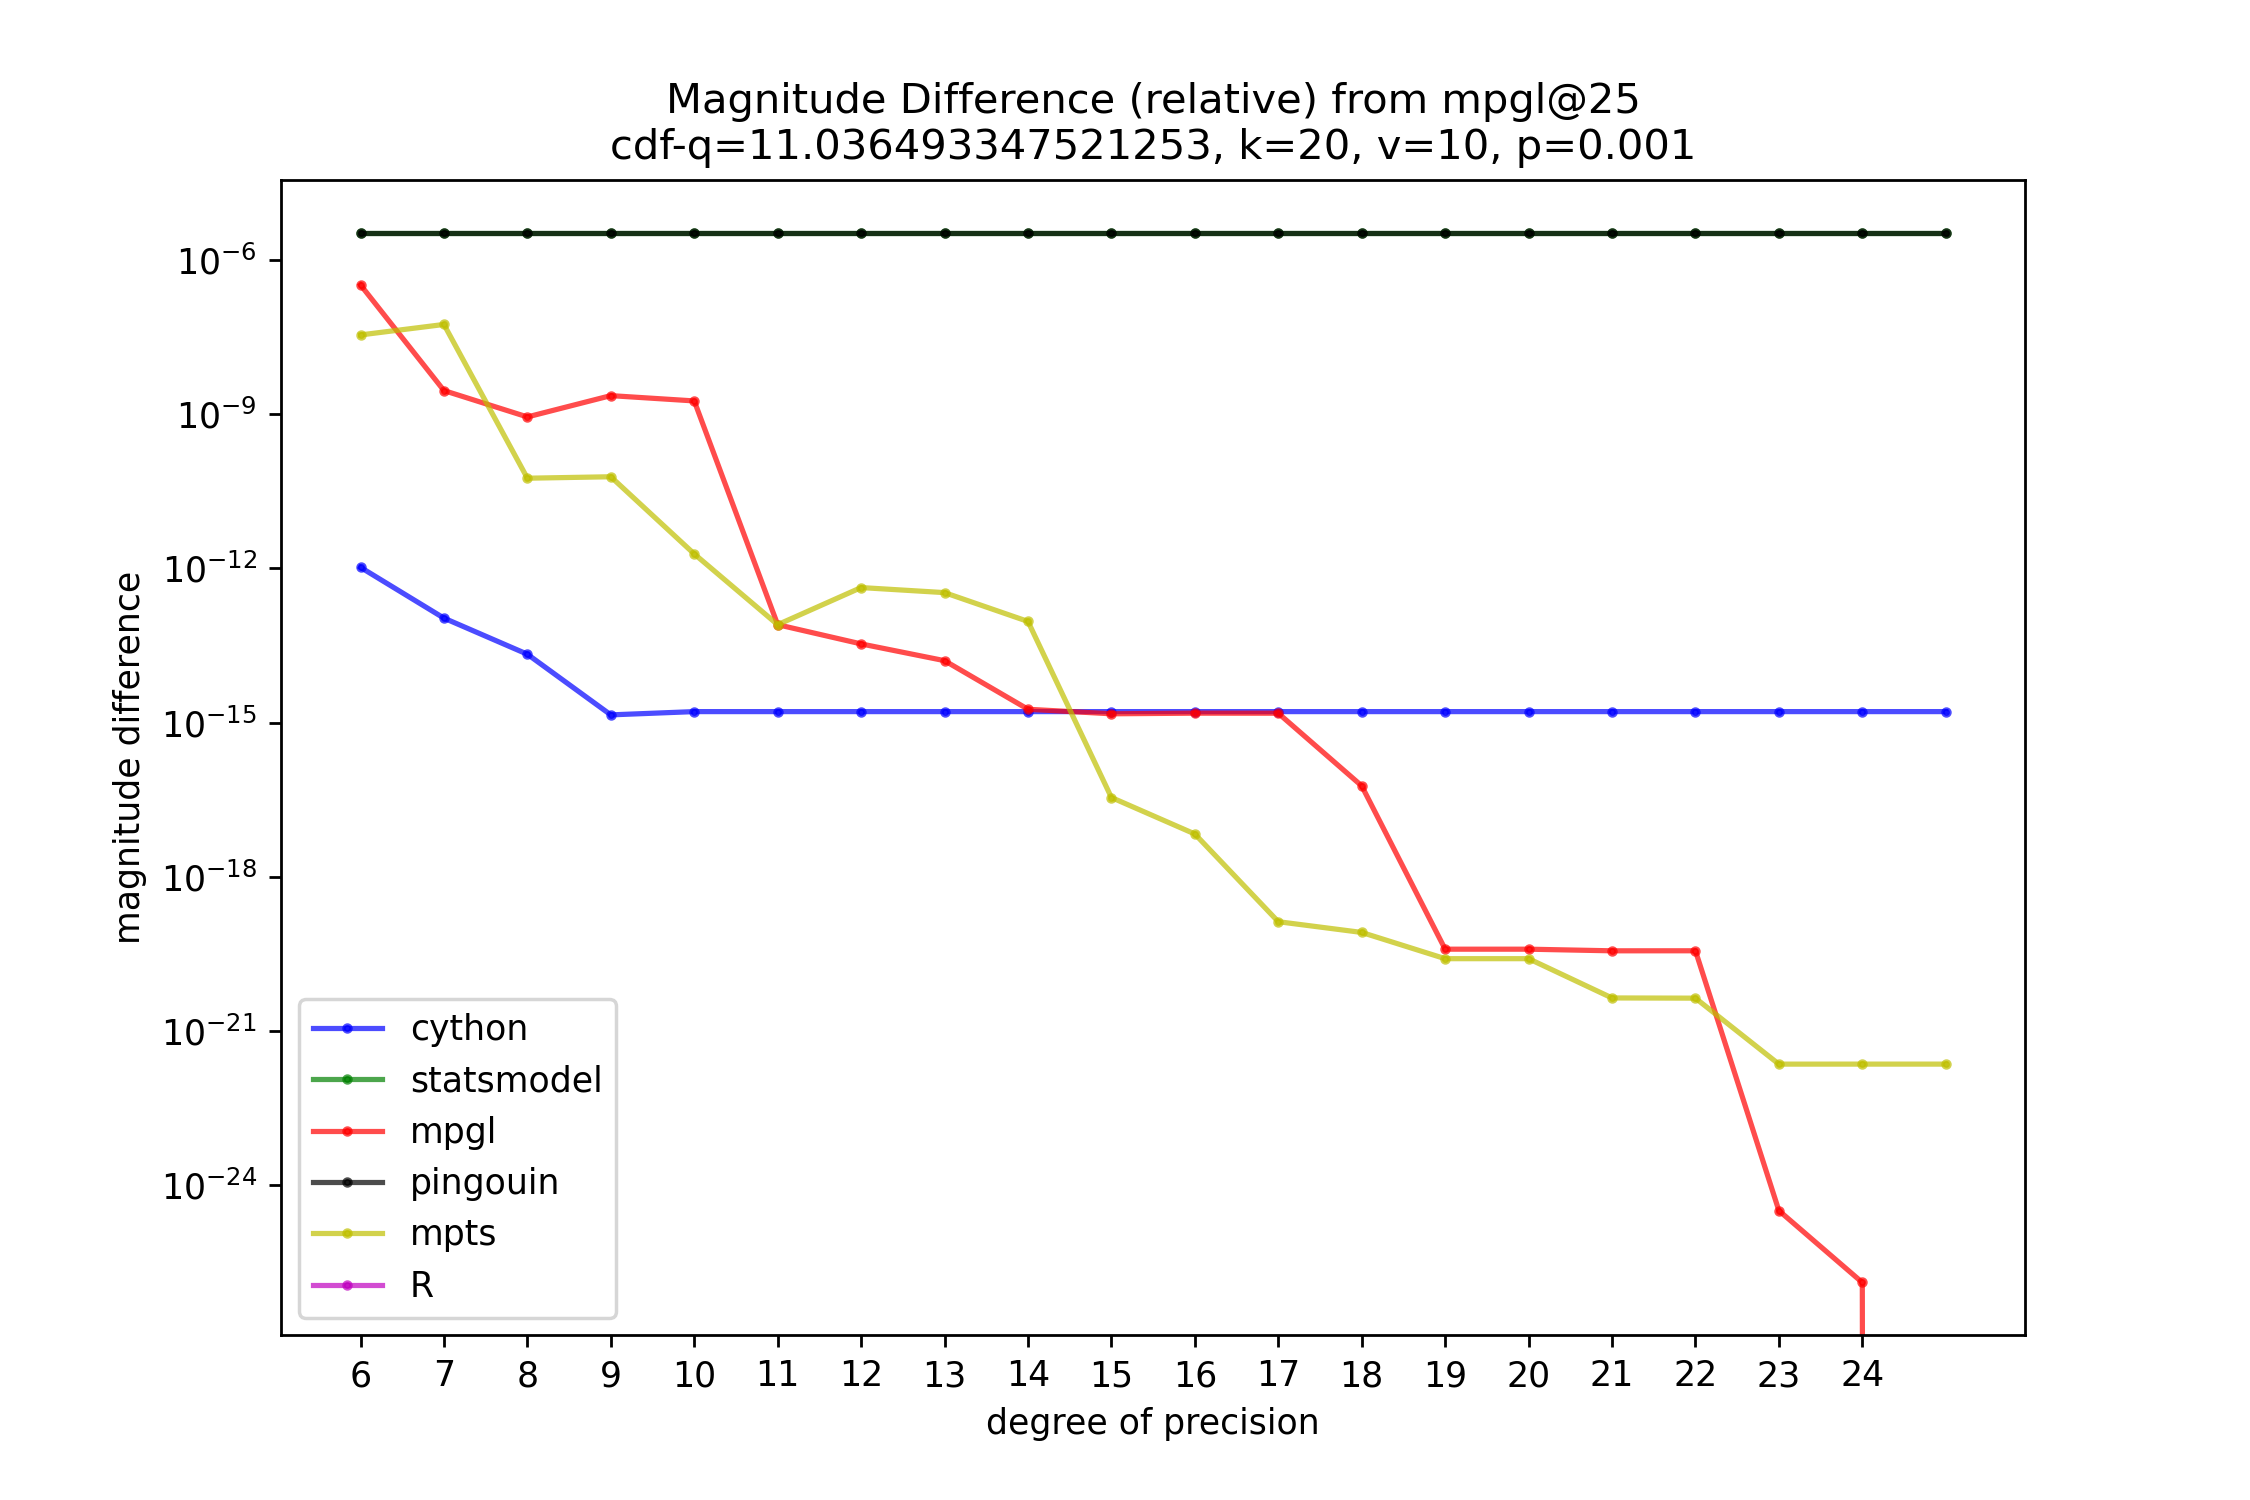 Magnitude Difference (relative) from mpgl@25
cdf-q=11.036493347521253, k=20, v=10, p=0.001
magnitude difference
10⁻⁶
10⁻⁹
10⁻¹²
10⁻¹⁵
10⁻¹⁸
10⁻²¹
10⁻²⁴
cython
statsmodel
mpgl
pingouin
mpts
R
6 7 8 9 10 11 12 13 14 15 16 17 18 19 20 21 22 23 24
degree of precision